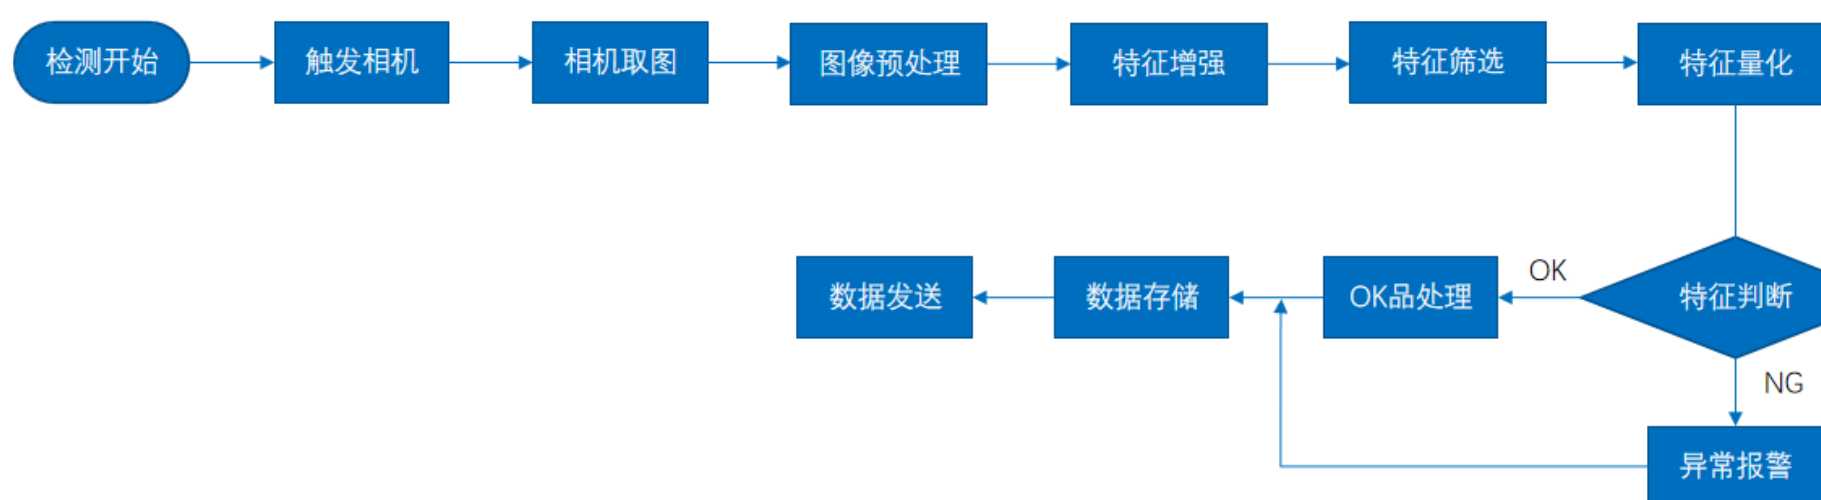 检测开始
触发相机
相机取图
图像预处理
特征增强
特征筛选
特征量化
数据发送
数据存储
OK品处理
OK
特征判断
NG
异常报警